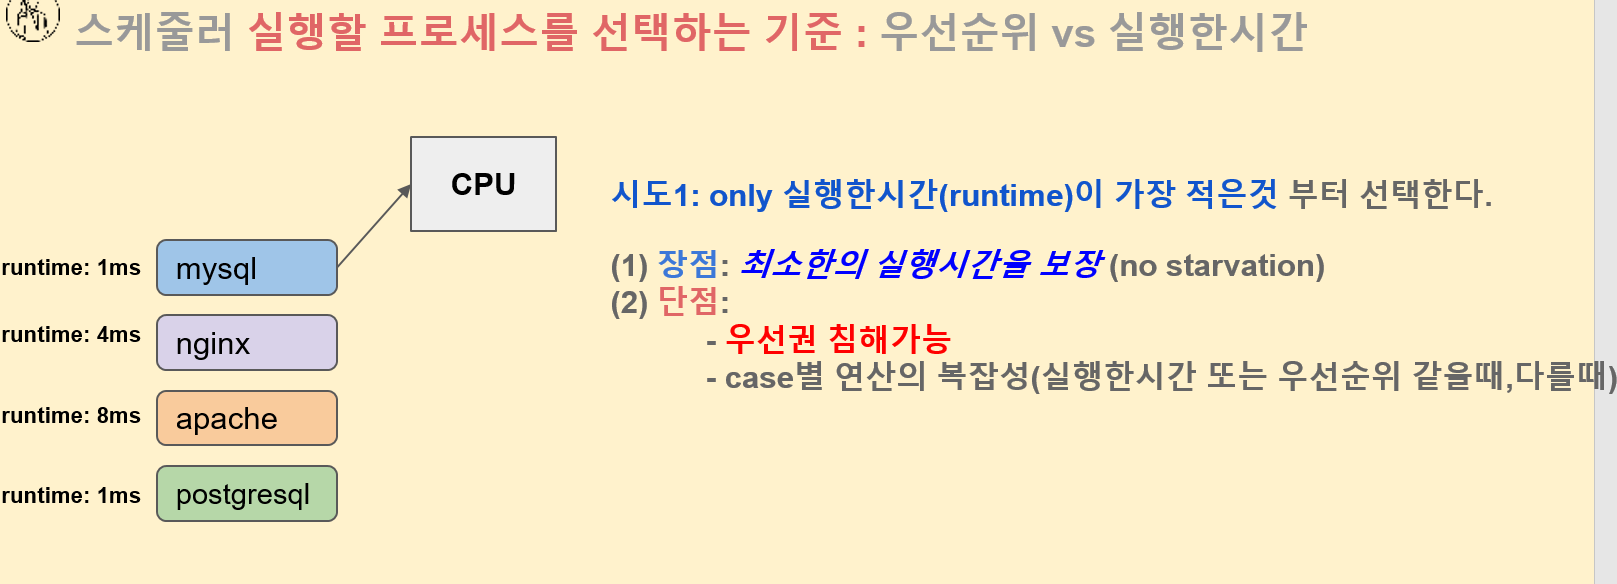 스케줄러 실행할 프로세스를 선택하는 기준 : 우선순위 vs 실행한시간
CPU
runtime: 1ms mysql
runtime: 4ms nginx
runtime: 8ms apache
runtime: 1ms postgresql
시도1: only 실행한시간(runtime)이 가장 적은것 부터 선택한다.
(1) 장점: 최소한의 실행시간을 보장 (no starvation)
(2) 단점:
- 우선권 침해가능
- case별 연산의 복잡성(실행한시간 또는 우선순위 같을때,다를때)